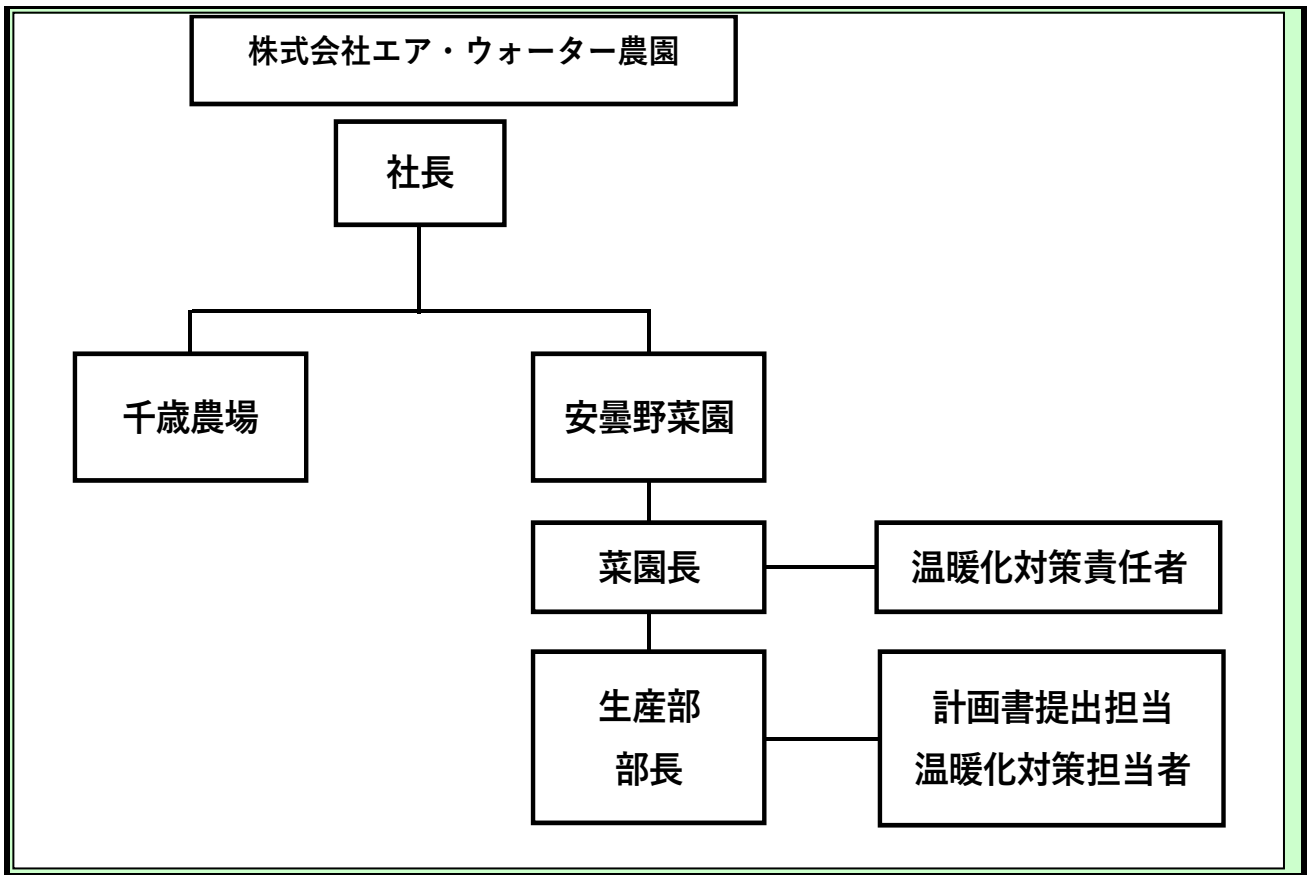 株式会社エア・ウォーター農園
社長
千歳農場
安曇野菜園
菜園長
温暖化対策責任者
生産部
部長
計画書提出担当
温暖化対策担当者